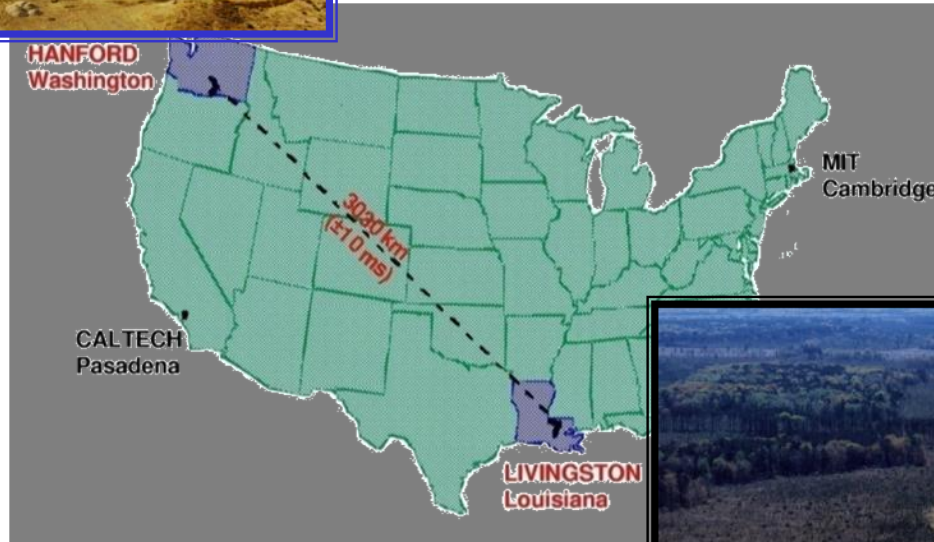 HANFORD
Washington
3030 km
(±10 ms)
MIT
Cambridge
CALTECH
Pasadena
LIVINGSTON
Louisiana